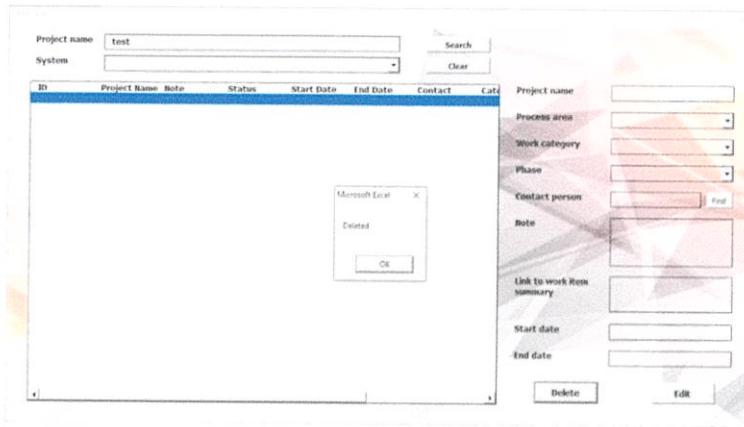 Project name test Search
System Clear
ID Project Name Note Status Start Date End Date Contact Cate
Project name
Process area
Work category
Phase
Contact person Find
Note
Microsoft Excel
Deleted
OK
Link to work item
summary
Start date
End date
Delete Edit